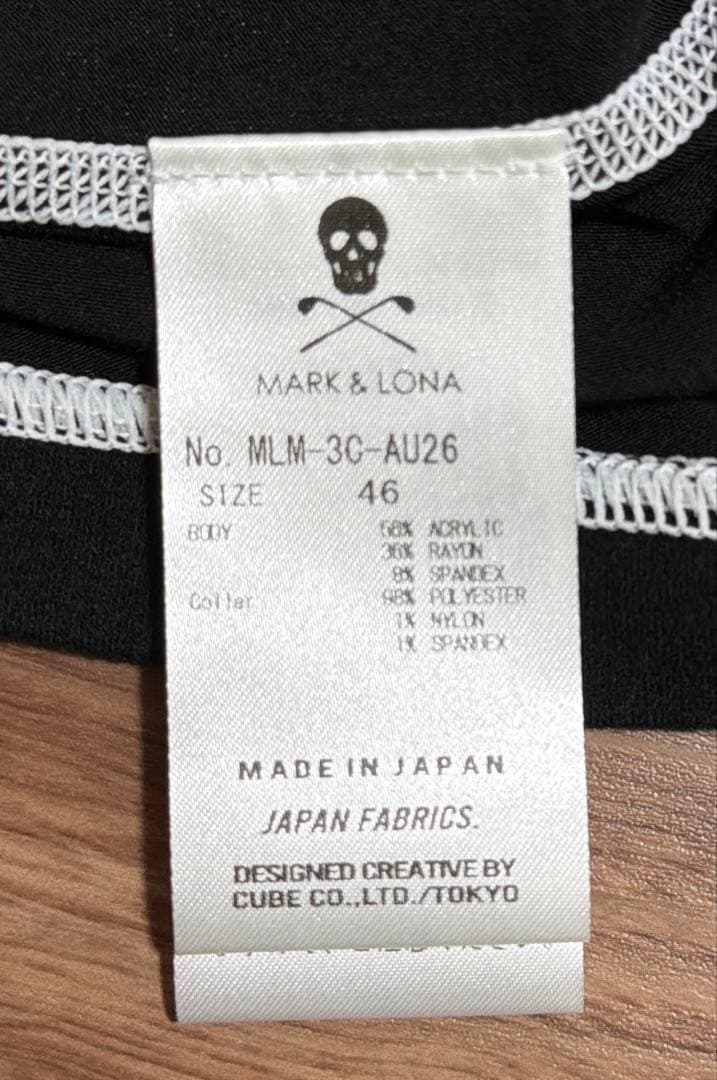 MARK & LONA
No. MLM-3C-AU26
SIZE 46
BODY 56% ACRYLIC
36% RAYON
8% SPANDEX
Collar 98% POLYESTER
1% NYLON
1% SPANDEX
MADE IN JAPAN
JAPAN FABRICS.
DESIGNED CREATIVE BY
CUBE CO.,LTD./TOKYO